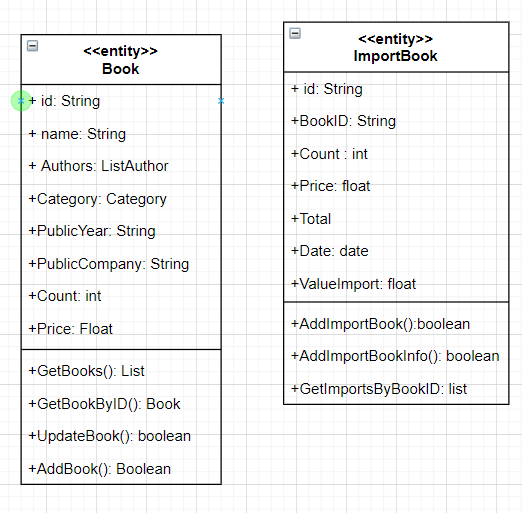 <<entity>>
Book
+ id: String
+ name: String
+ Authors: ListAuthor
+Category: Category
+PublicYear: String
+PublicCompany: String
+Count: int
+Price: Float
+GetBooks(): List
+GetBookByID(): Book
+UpdateBook(): boolean
+AddBook(): Boolean
<<entity>>
ImportBook
+ id: String
+BookID: String
+Count : int
+Price: float
+Total
+Date: date
+ValueImport: float
+AddImportBook():boolean
+AddImportBookInfo(): boolean
+GetImportsByBookID: list